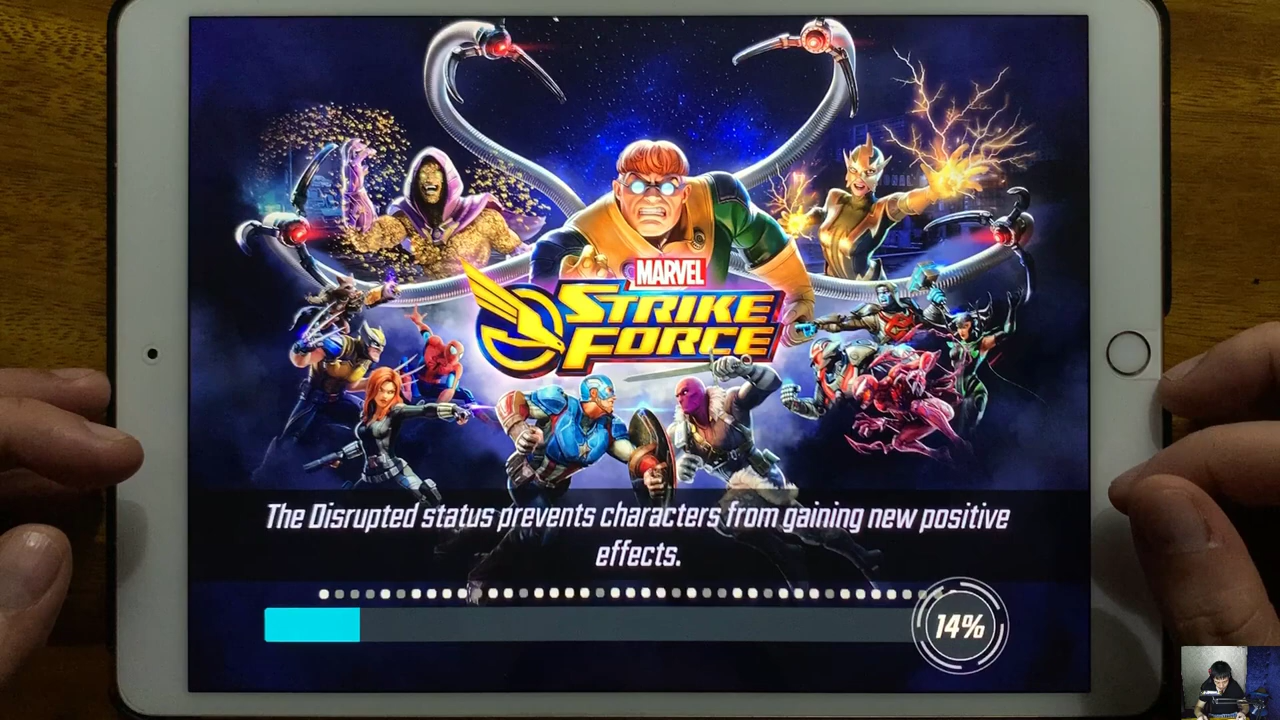 MARVEL
STRIKE
FORCE
The Disrupted status prevents characters from gaining new positive
effects.
14%